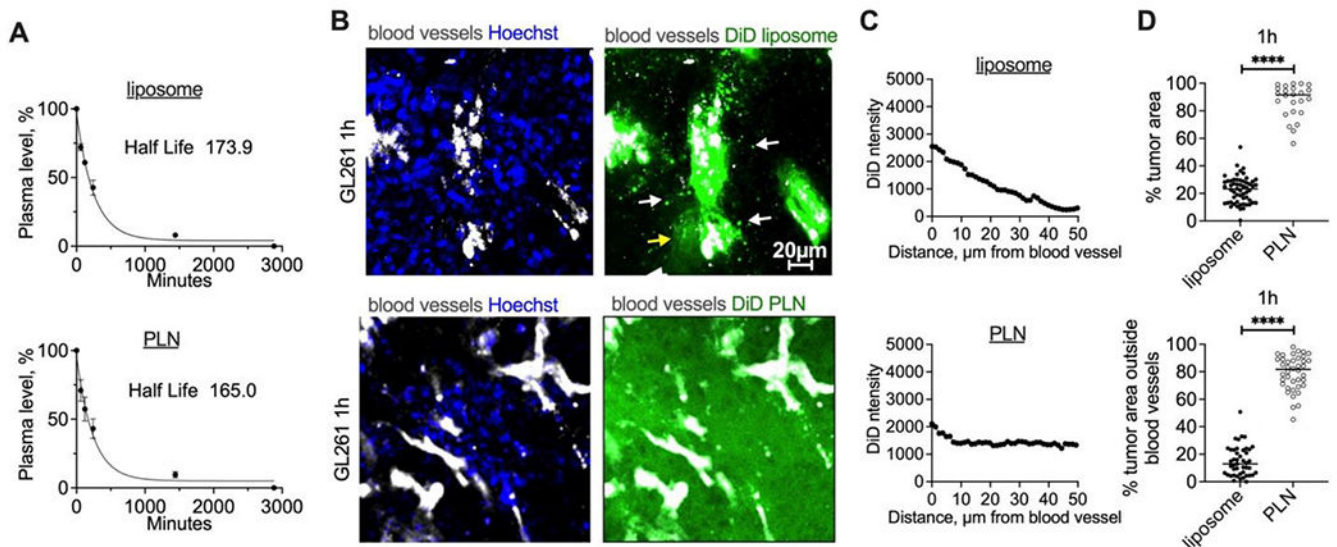 A
liposome
Plasma level, %
100
75
50
25
0
Half Life 173.9
0 1000 2000 3000
Minutes
PLN
Plasma level, %
100
75
50
25
0
Half Life 165.0
0 1000 2000 3000
Minutes
B
blood vessels Hoechst
blood vessels DiD liposome
GL261 1h
20µm
blood vessels Hoechst
blood vessels DiD PLN
GL261 1h
C
liposome
DiD ntensity
5000
4000
3000
2000
1000
0
0 10 20 30 40 50
Distance, µm from blood vessel
PLN
DiD ntensity
5000
4000
3000
2000
1000
0
0 10 20 30 40 50
Distance, µm from blood vessel
D
1h
****
% tumor area
100
80
60
40
20
0
liposome
PLN
1h
****
% tumor area outside
blood vessels
100
80
60
40
20
0
liposome
PLN